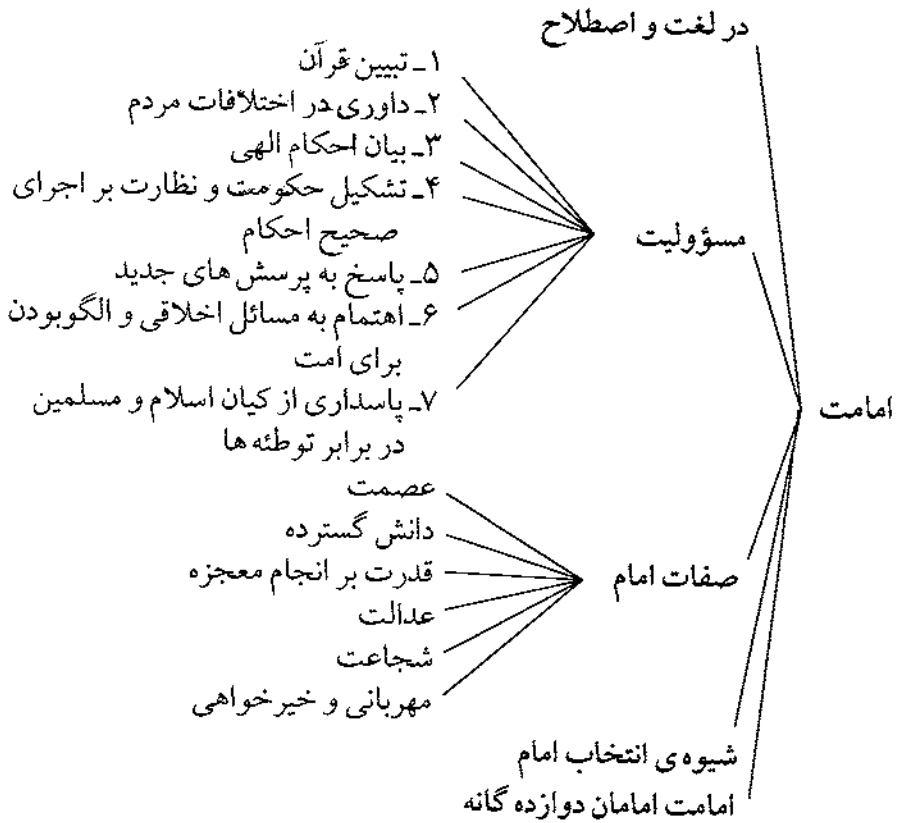 در لغت و اصطلاح
۱ـ تبیین قرآن
۲ـ داوری در اختلافات مردم
۳ـ بیان احکام الهی
۴ـ تشکیل حکومت و نظارت بر اجرای
صحیح احکام
مسؤولیت
۵ـ پاسخ به پرسش های جدید
۶ـ اهتمام به مسائل اخلاقی و الگوبودن
برای امت
۷ـ پاسداری از کیان اسلام و مسلمین
در برابر توطئه ها
امامت
عصمت
دانش گسترده
قدرت بر انجام معجزه
صفات امام
عدالت
شجاعت
مهربانی و خیرخواهی
شیوه ی انتخاب امام
امامت امامان دوازده گانه